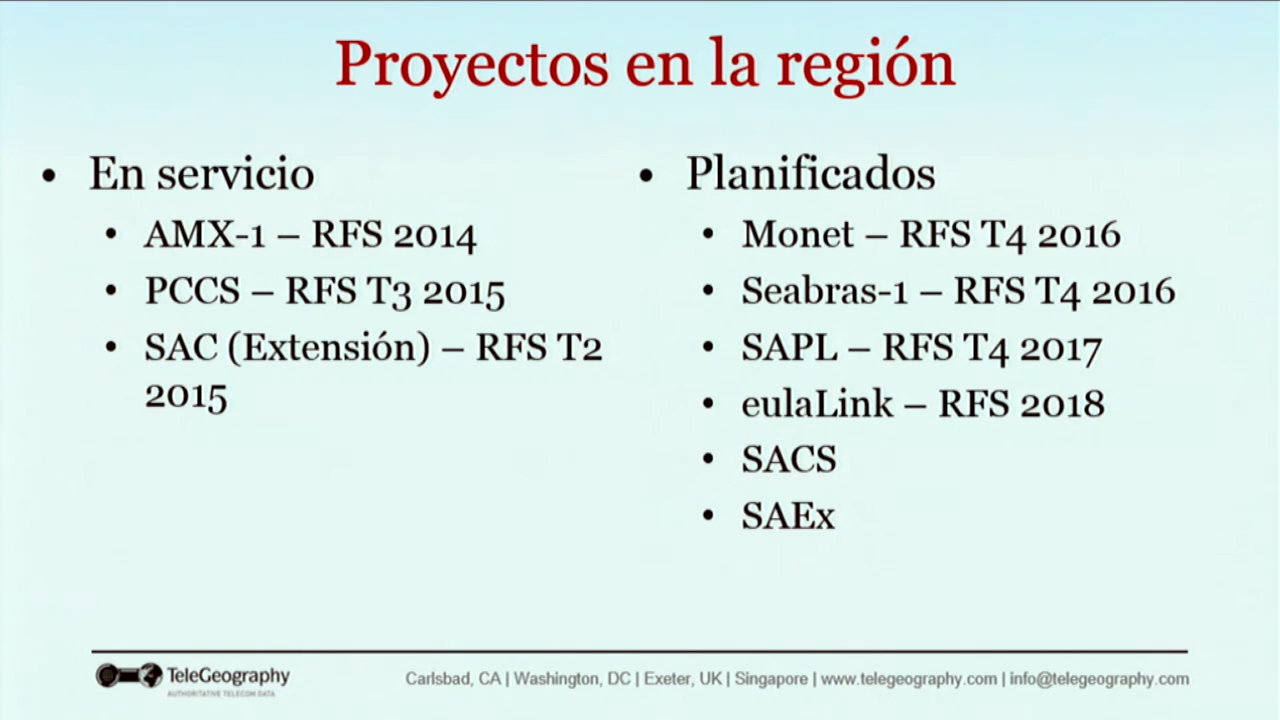 Proyectos en la región
• En servicio
• AMX-1 – RFS 2014
• PCCS – RFS T3 2015
• SAC (Extensión) – RFS T2
2015
• Planificados
• Monet – RFS T4 2016
• Seabras-1 – RFS T4 2016
• SAPL – RFS T4 2017
• eulaLink – RFS 2018
• SACS
• SAEx
TeleGeography
AUTHORITATIVE TELECOM DATA.
Carlsbad, CA | Washington, DC | Exeter, UK | Singapore | www.telegeography.com | info@telegeography.com